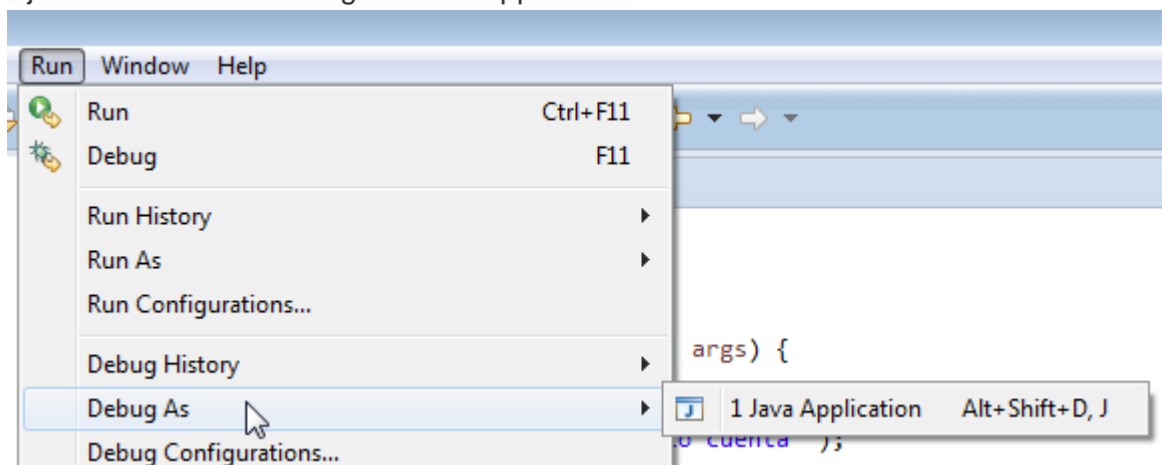 Run Window Help
Run Ctrl+F11
Debug F11
Run History
Run As
Run Configurations...
args) {
Debug History
Debug As
1 Java Application Alt+Shift+D, J
cuenta );
Debug Configurations...